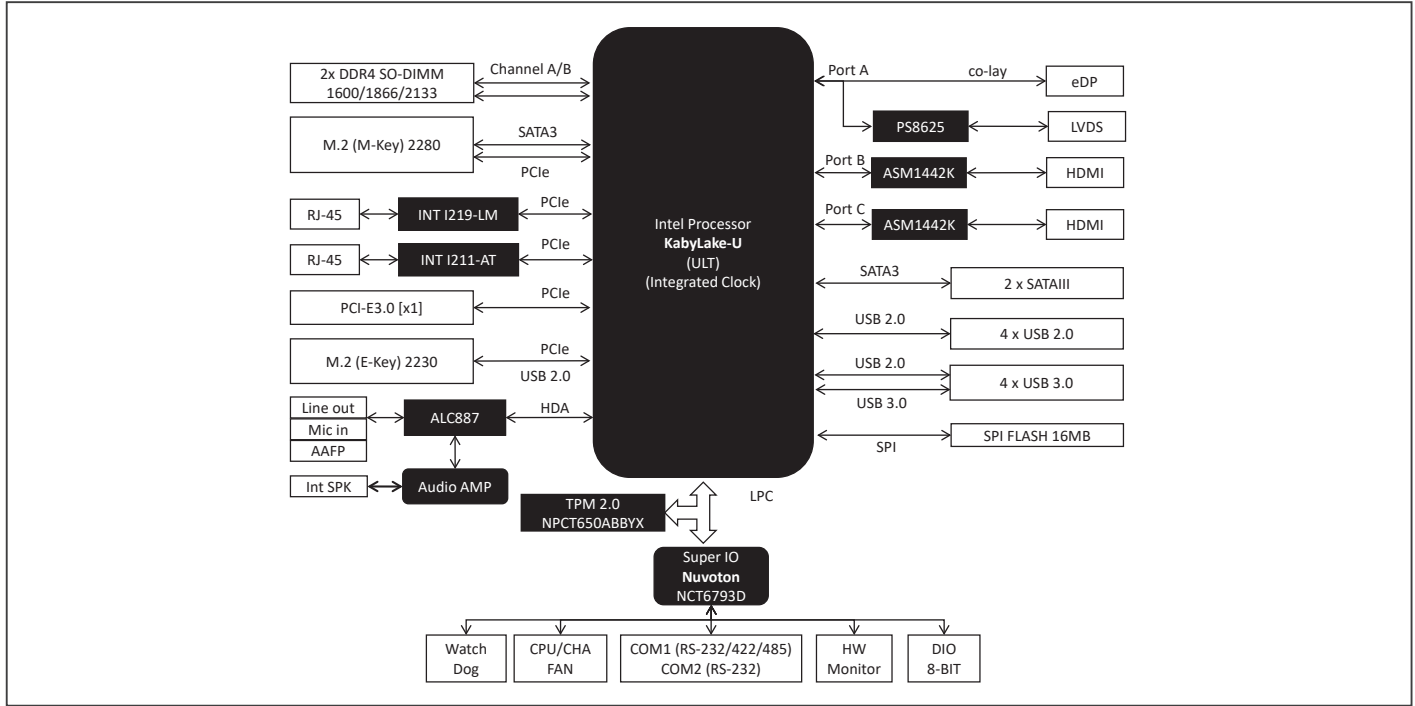 2x DDR4 SO-DIMM
1600/1866/2133
Channel A/B
M.2 (M-Key) 2280
SATA3
PCIe
RJ-45
INT I219-LM
PCIe
RJ-45
INT I211-AT
PCIe
PCI-E3.0 [x1]
PCIe
M.2 (E-Key) 2230
PCIe
USB 2.0
Line out
Mic in
AAFP
ALC887
HDA
Int SPK
Audio AMP
Intel Processor
KabyLake-U
(ULT)
(Integrated Clock)
Port A
co-lay
eDP
PS8625
LVDS
Port B
ASM1442K
HDMI
Port C
ASM1442K
HDMI
SATA3
2 x SATAIII
USB 2.0
4 x USB 2.0
USB 2.0
4 x USB 3.0
USB 3.0
SPI FLASH 16MB
SPI
LPC
TPM 2.0
NPCT650ABBYX
Super IO
Nuvoton
NCT6793D
Watch
Dog
CPU/CHA
FAN
COM1 (RS-232/422/485)
COM2 (RS-232)
HW
Monitor
DIO
8-BIT